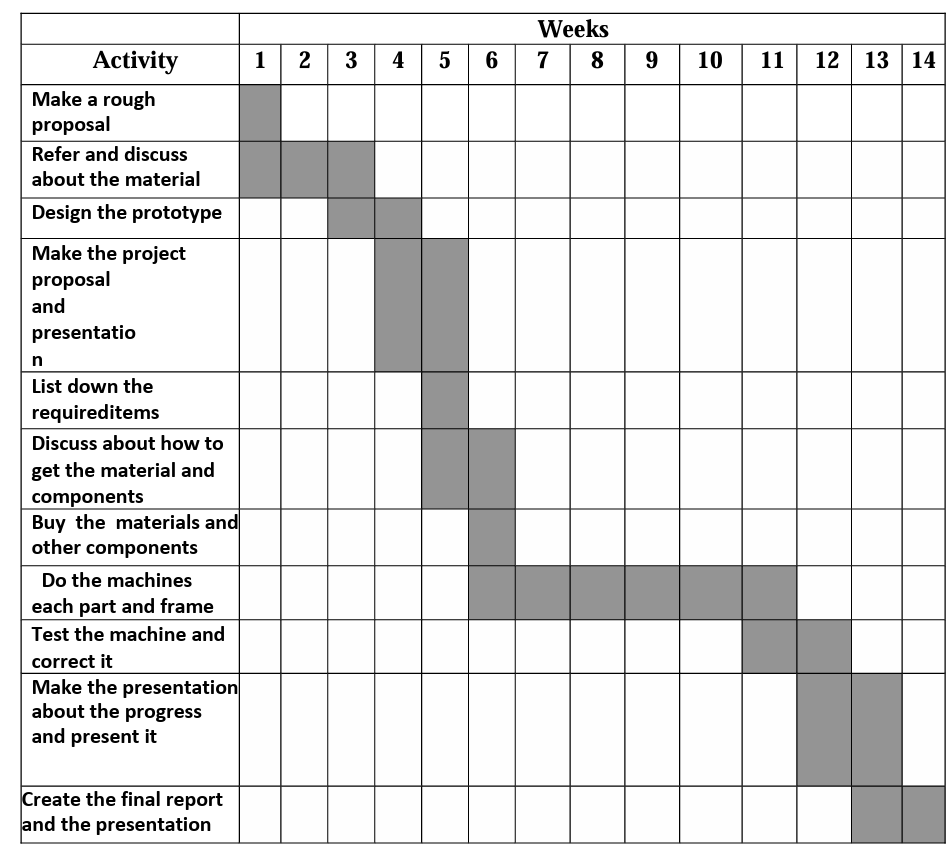 Weeks
Activity 1 2 3 4 5 6 7 8 9 10 11 12 13 14
Make a rough
proposal
Refer and discuss
about the material
Design the prototype
Make the project
proposal
and
presentatio
n
List down the
requireditems
Discuss about how to
get the material and
components
Buy the materials and
other components
Do the machines
each part and frame
Test the machine and
correct it
Make the presentation
about the progress
and present it
Create the final report
and the presentation